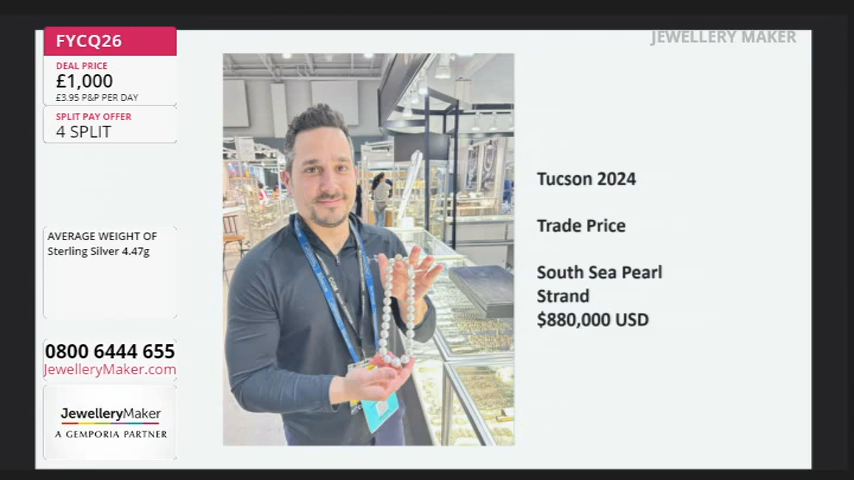 JEWELLERY MAKER
FYCQ26
DEAL PRICE
£1,000
£3.95 P&P PER DAY
SPLIT PAY OFFER
4 SPLIT
AVERAGE WEIGHT OF
Sterling Silver 4.47g
0800 6444 655
JewelleryMaker.com
JewelleryMaker
A GEMPORIA PARTNER
Tucson 2024
Trade Price
South Sea Pearl
Strand
$880,000 USD